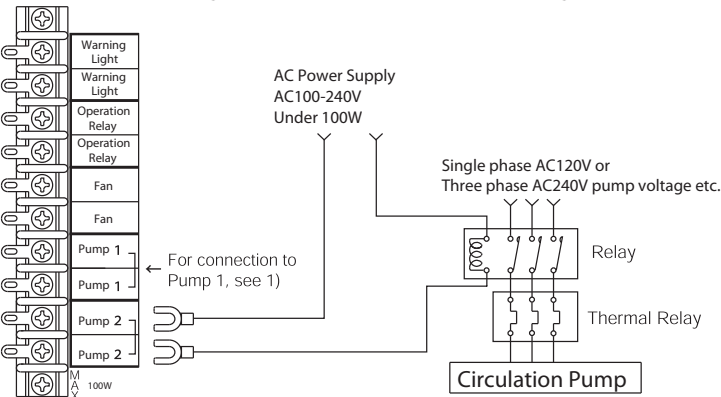 Warning
Light
Warning
Light
Operation
Relay
Operation
Relay
Fan
Fan
Pump 1
Pump 1
Pump 2
Pump 2
MAX
100W
← For connection to
Pump 1, see 1)
AC Power Supply
AC100-240V
Under 100W
Single phase AC120V or
Three phase AC240V pump voltage etc.
Relay
Thermal Relay
Circulation Pump